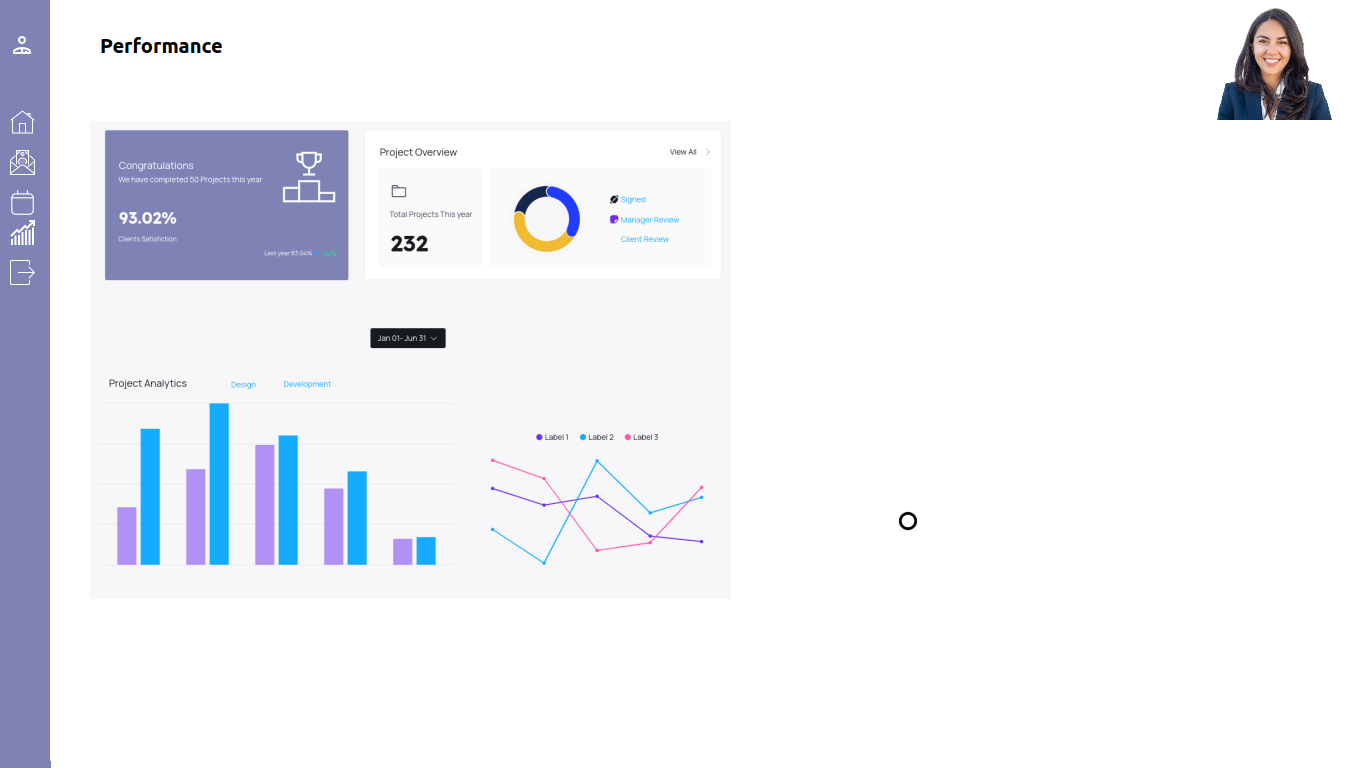 Performance
Congratulations
We have completed 50 Projects this year
93.02%
Clients Satisfiction
Last year 83.04%
Project Overview
View All
Total Projects This year
232
Signed
Manager Review
Client Review
Jan 01- Jun 31
Project Analytics
Design
Development
Label 1
Label 2
Label 3